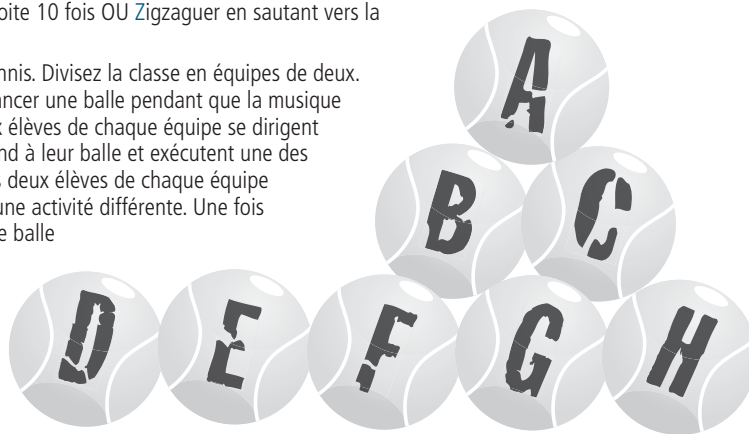 oite 10 fois OU Zigzaguer en sautant vers la
nnis. Divisez la classe en équipes de deux.
ancer une balle pendant que la musique
x élèves de chaque équipe se dirigent
nd à leur balle et exécutent une des
s deux élèves de chaque équipe
une activité différente. Une fois
e balle
A
B C
D E F G H